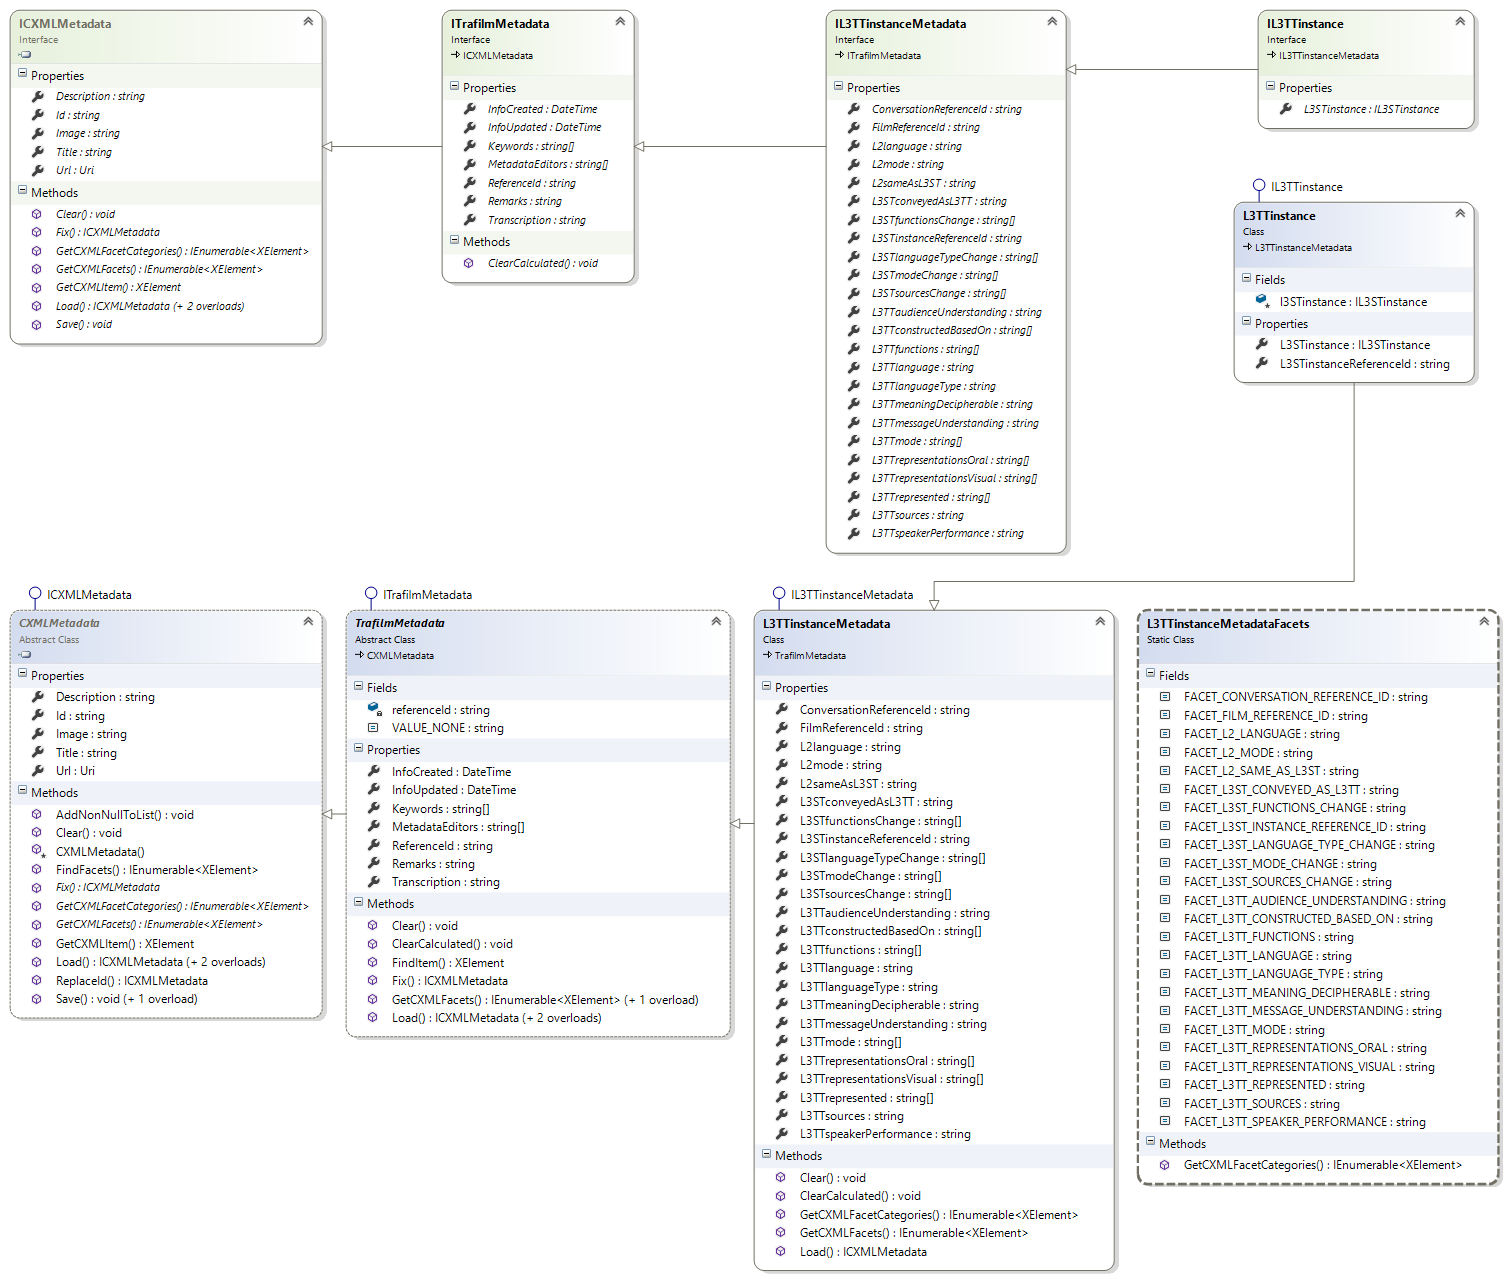 ICXMLMetadata
Interface
Properties
Description : string
Id : string
Image : string
Title : string
Url : Uri
Methods
Clear() : void
Fix() : ICXMLMetadata
GetCXMLFacetCategories() : IEnumerable<XElement>
GetCXMLFacets() : IEnumerable<XElement>
GetCXMLItem() : XElement
Load() : ICXMLMetadata (+ 2 overloads)
Save() : void
ITrafilmMetadata
Interface
ICXMLMetadata
Properties
InfoCreated : DateTime
InfoUpdated : DateTime
Keywords : string[]
MetadataEditors : string[]
ReferenceId : string
Remarks : string
Transcription : string
Methods
ClearCalculated() : void
IL3TTinstanceMetadata
Interface
ITrafilmMetadata
Properties
ConversationReferenceId : string
FilmReferenceId : string
L2language : string
L2mode : string
L2sameAsL3ST : string
L3STconveyedAsL3TT : string
L3STfunctionsChange : string[]
L3STinstanceReferenceId : string
L3STlanguageTypeChange : string[]
L3STmodeChange : string[]
L3STsourcesChange : string[]
L3TTaudienceUnderstanding : string
L3TTconstructedBasedOn : string[]
L3TTfunctions : string[]
L3TTlanguage : string
L3TTlanguageType : string
L3TTmeaningDecipherable : string
L3TTmessageUnderstanding : string
L3TTmode : string[]
L3TTrepresentationsOral : string[]
L3TTrepresentationsVisual : string[]
L3TTrepresented : string[]
L3TTsources : string
L3TTspeakerPerformance : string
IL3TTinstance
Interface
IL3TTinstanceMetadata
Properties
L3STinstance : IL3STinstance
IL3TTinstance
L3TTinstance
Class
L3TTinstanceMetadata
Fields
l3STinstance : IL3STinstance
Properties
L3STinstance : IL3STinstance
L3STinstanceReferenceId : string
ICXMLMetadata
CXMLMetadata
Abstract Class
Properties
Description : string
Id : string
Image : string
Title : string
Url : Uri
Methods
AddNonNullToList() : void
Clear() : void
CXMLMetadata()
FindFacets() : IEnumerable<XElement>
Fix() : ICXMLMetadata
GetCXMLFacetCategories() : IEnumerable<XElement>
GetCXMLFacets() : IEnumerable<XElement>
GetCXMLItem() : XElement
Load() : ICXMLMetadata (+ 2 overloads)
ReplaceId() : ICXMLMetadata
Save() : void (+ 1 overload)
ITrafilmMetadata
TrafilmMetadata
Abstract Class
CXMLMetadata
Fields
referenceId : string
VALUE_NONE : string
Properties
InfoCreated : DateTime
InfoUpdated : DateTime
Keywords : string[]
MetadataEditors : string[]
ReferenceId : string
Remarks : string
Transcription : string
Methods
Clear() : void
ClearCalculated() : void
FindItem() : XElement
Fix() : ICXMLMetadata
GetCXMLFacets() : IEnumerable<XElement> (+ 1 overload)
Load() : ICXMLMetadata (+ 2 overloads)
IL3TTinstanceMetadata
L3TTinstanceMetadata
Class
TrafilmMetadata
Properties
ConversationReferenceId : string
FilmReferenceId : string
L2language : string
L2mode : string
L2sameAsL3ST : string
L3STconveyedAsL3TT : string
L3STfunctionsChange : string[]
L3STinstanceReferenceId : string
L3STlanguageTypeChange : string[]
L3STmodeChange : string[]
L3STsourcesChange : string[]
L3TTaudienceUnderstanding : string
L3TTconstructedBasedOn : string[]
L3TTfunctions : string[]
L3TTlanguage : string
L3TTlanguageType : string
L3TTmeaningDecipherable : string
L3TTmessageUnderstanding : string
L3TTmode : string[]
L3TTrepresentationsOral : string[]
L3TTrepresentationsVisual : string[]
L3TTrepresented : string[]
L3TTsources : string
L3TTspeakerPerformance : string
Methods
Clear() : void
ClearCalculated() : void
GetCXMLFacetCategories() : IEnumerable<XElement>
GetCXMLFacets() : IEnumerable<XElement>
Load() : ICXMLMetadata
L3TTinstanceMetadataFacets
Static Class
Fields
FACET_CONVERSATION_REFERENCE_ID : string
FACET_FILM_REFERENCE_ID : string
FACET_L2_LANGUAGE : string
FACET_L2_MODE : string
FACET_L2_SAME_AS_L3ST : string
FACET_L3ST_CONVEYED_AS_L3TT : string
FACET_L3ST_FUNCTIONS_CHANGE : string
FACET_L3ST_INSTANCE_REFERENCE_ID : string
FACET_L3ST_LANGUAGE_TYPE_CHANGE : string
FACET_L3ST_MODE_CHANGE : string
FACET_L3ST_SOURCES_CHANGE : string
FACET_L3TT_AUDIENCE_UNDERSTANDING : string
FACET_L3TT_CONSTRUCTED_BASED_ON : string
FACET_L3TT_FUNCTIONS : string
FACET_L3TT_LANGUAGE : string
FACET_L3TT_LANGUAGE_TYPE : string
FACET_L3TT_MEANING_DECIPHERABLE : string
FACET_L3TT_MESSAGE_UNDERSTANDING : string
FACET_L3TT_MODE : string
FACET_L3TT_REPRESENTATIONS_ORAL : string
FACET_L3TT_REPRESENTATIONS_VISUAL : string
FACET_L3TT_REPRESENTED : string
FACET_L3TT_SOURCES : string
FACET_L3TT_SPEAKER_PERFORMANCE : string
Methods
GetCXMLFacetCategories() : IEnumerable<XElement>